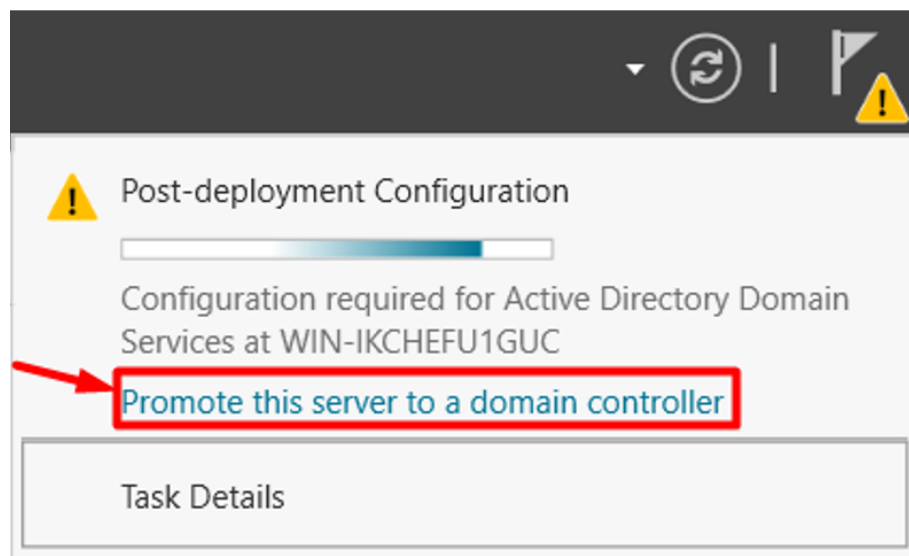 Post-deployment Configuration
Configuration required for Active Directory Domain
Services at WIN-IKCHEFU1GUC
Promote this server to a domain controller
Task Details